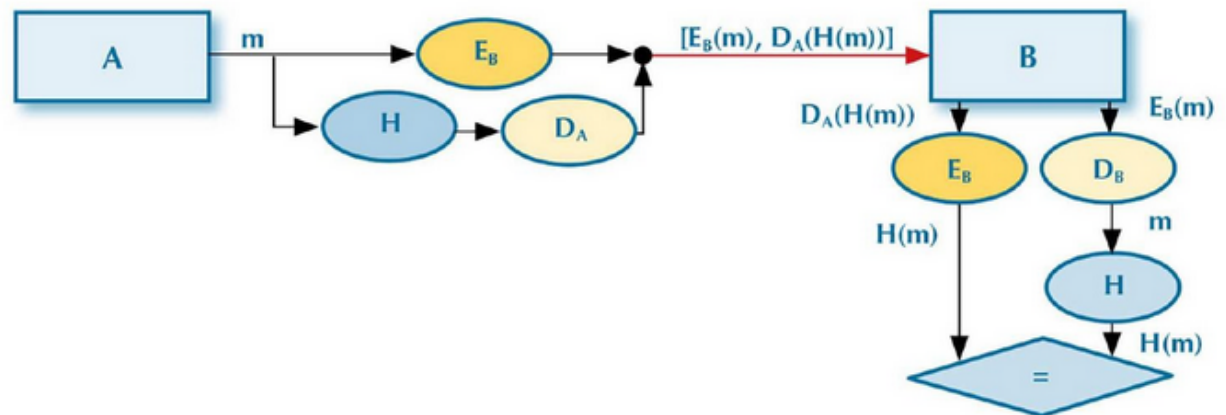 A
m
E_B
[E_B(m), D_A(H(m))]
B
H
D_A
D_A(H(m))
E_B(m)
E_B
D_B
H(m)
m
H
H(m)
=